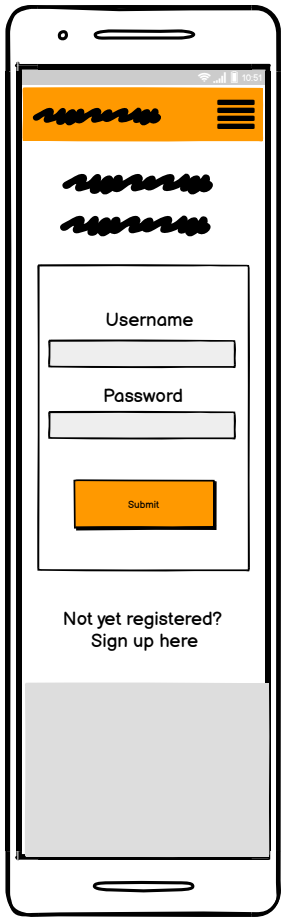 10:51
Username
Password
Submit
Not yet registered?
Sign up here